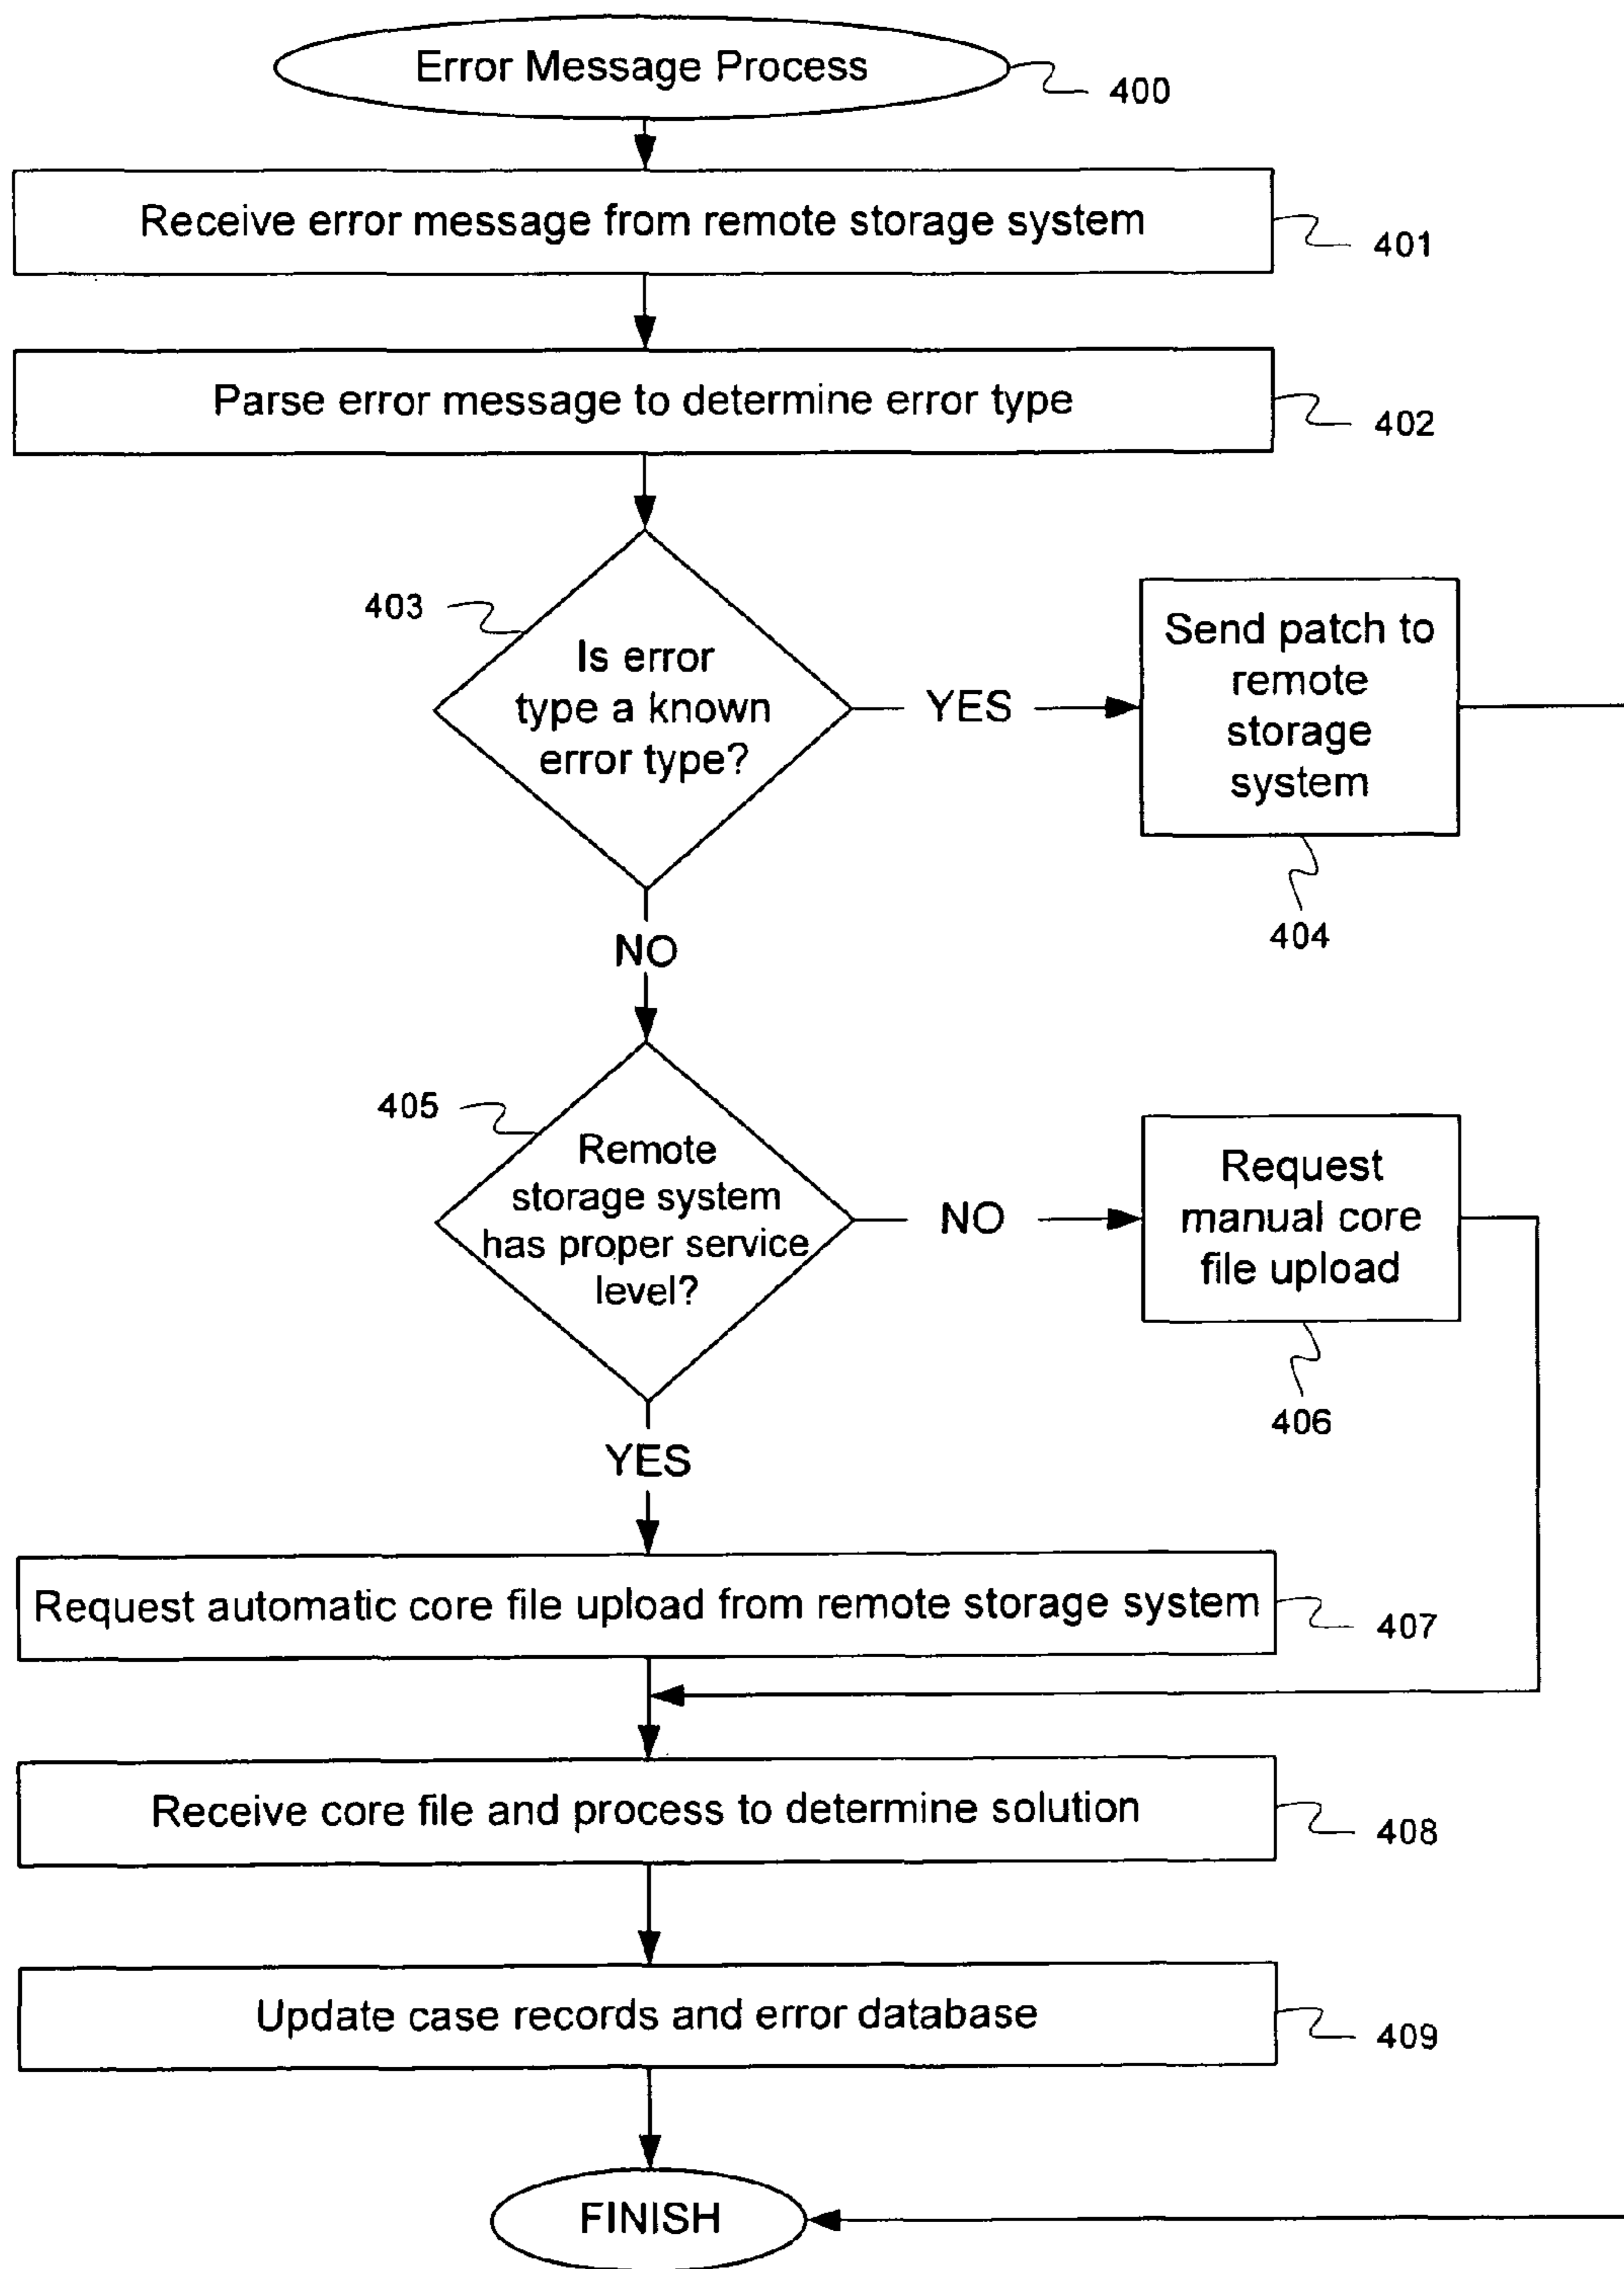 Error Message Process
400
Receive error message from remote storage system
401
Parse error message to determine error type
402
403
Is error
type a known
error type?
YES
Send patch to
remote
storage
system
404
NO
405
Remote
storage system
has proper service
level?
NO
Request
manual core
file upload
406
YES
Request automatic core file upload from remote storage system
407
Receive core file and process to determine solution
408
Update case records and error database
409
FINISH